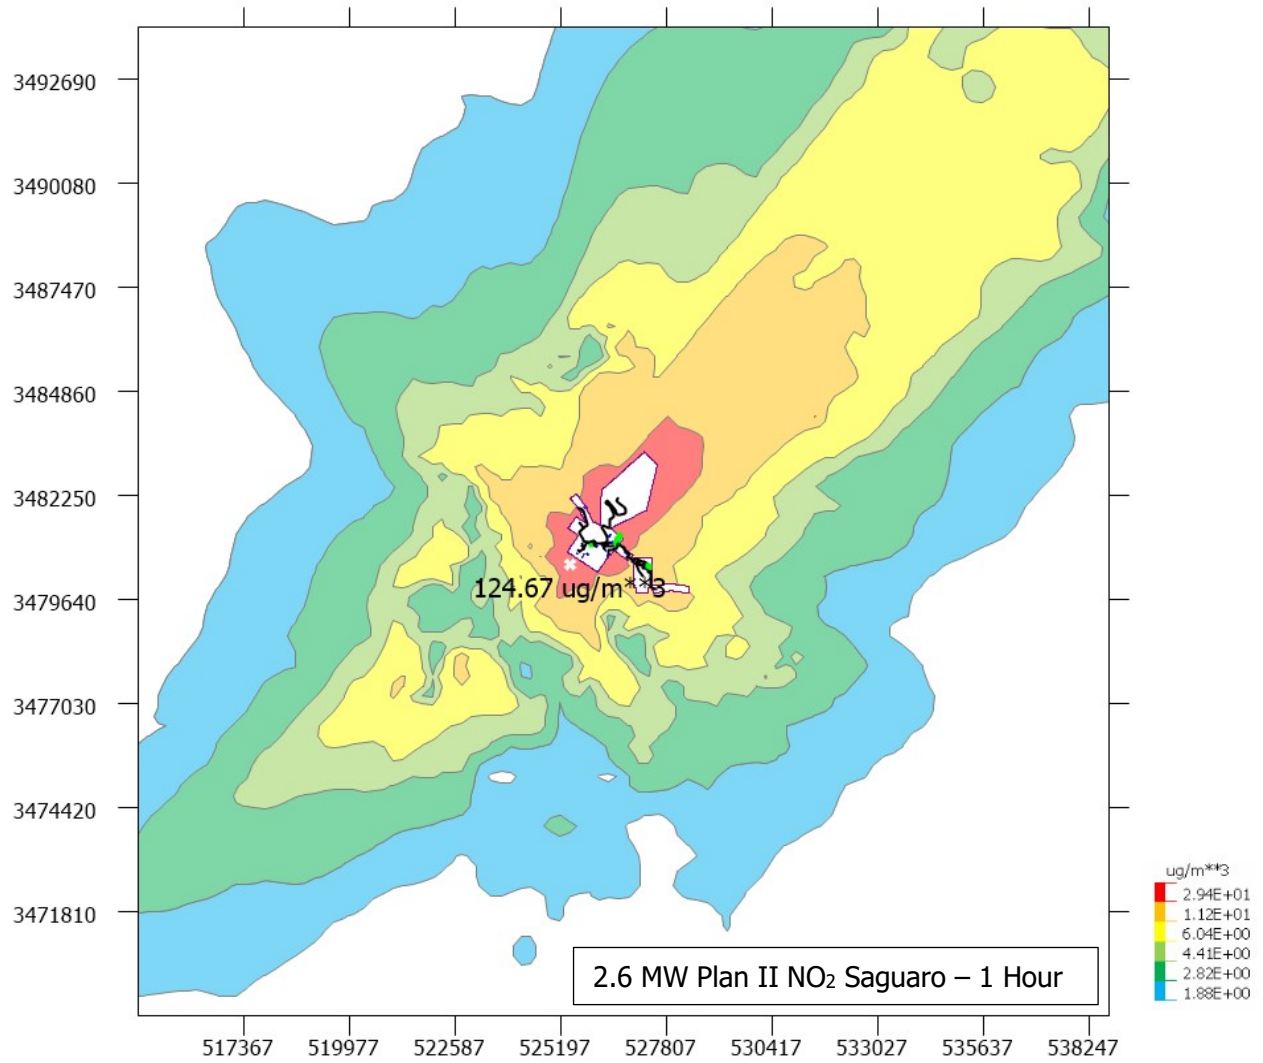 3492690
3490080
3487470
3484860
3482250
3479640
3477030
3474420
3471810
124.67 ug/m**3
ug/m**3
2.94E+01
1.12E+01
6.04E+00
4.41E+00
2.82E+00
1.88E+00
2.6 MW Plan II NO₂ Saguaro – 1 Hour
517367 519977 522587 525197 527807 530417 533027 535637 538247